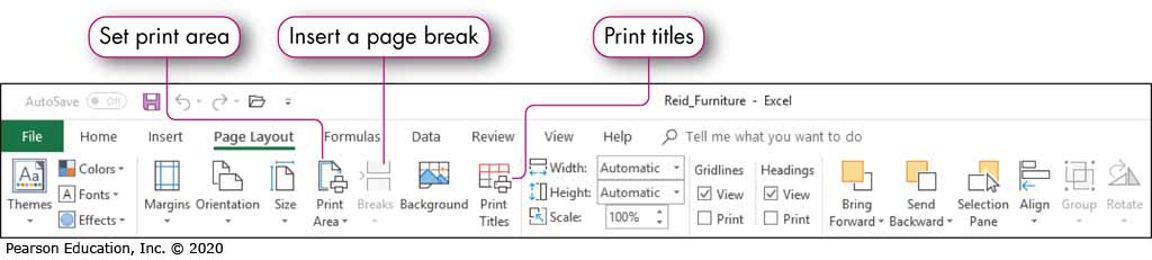 Set print area
Insert a page break
Print titles
AutoSave Off
Reid_Furniture - Excel
File Home Insert Page Layout Formulas Data Review View Help Tell me what you want to do
Aa
Themes
Colors
A Fonts
Effects
Margins
Orientation
Size
Print
Area
Breaks
Background
Print
Titles
Width: Automatic
Height: Automatic
Scale: 100%
Gridlines
View
Print
Headings
View
Print
Bring
Forward
Send
Backward
Selection
Pane
Align
Group
Rotate
Pearson Education, Inc. © 2020